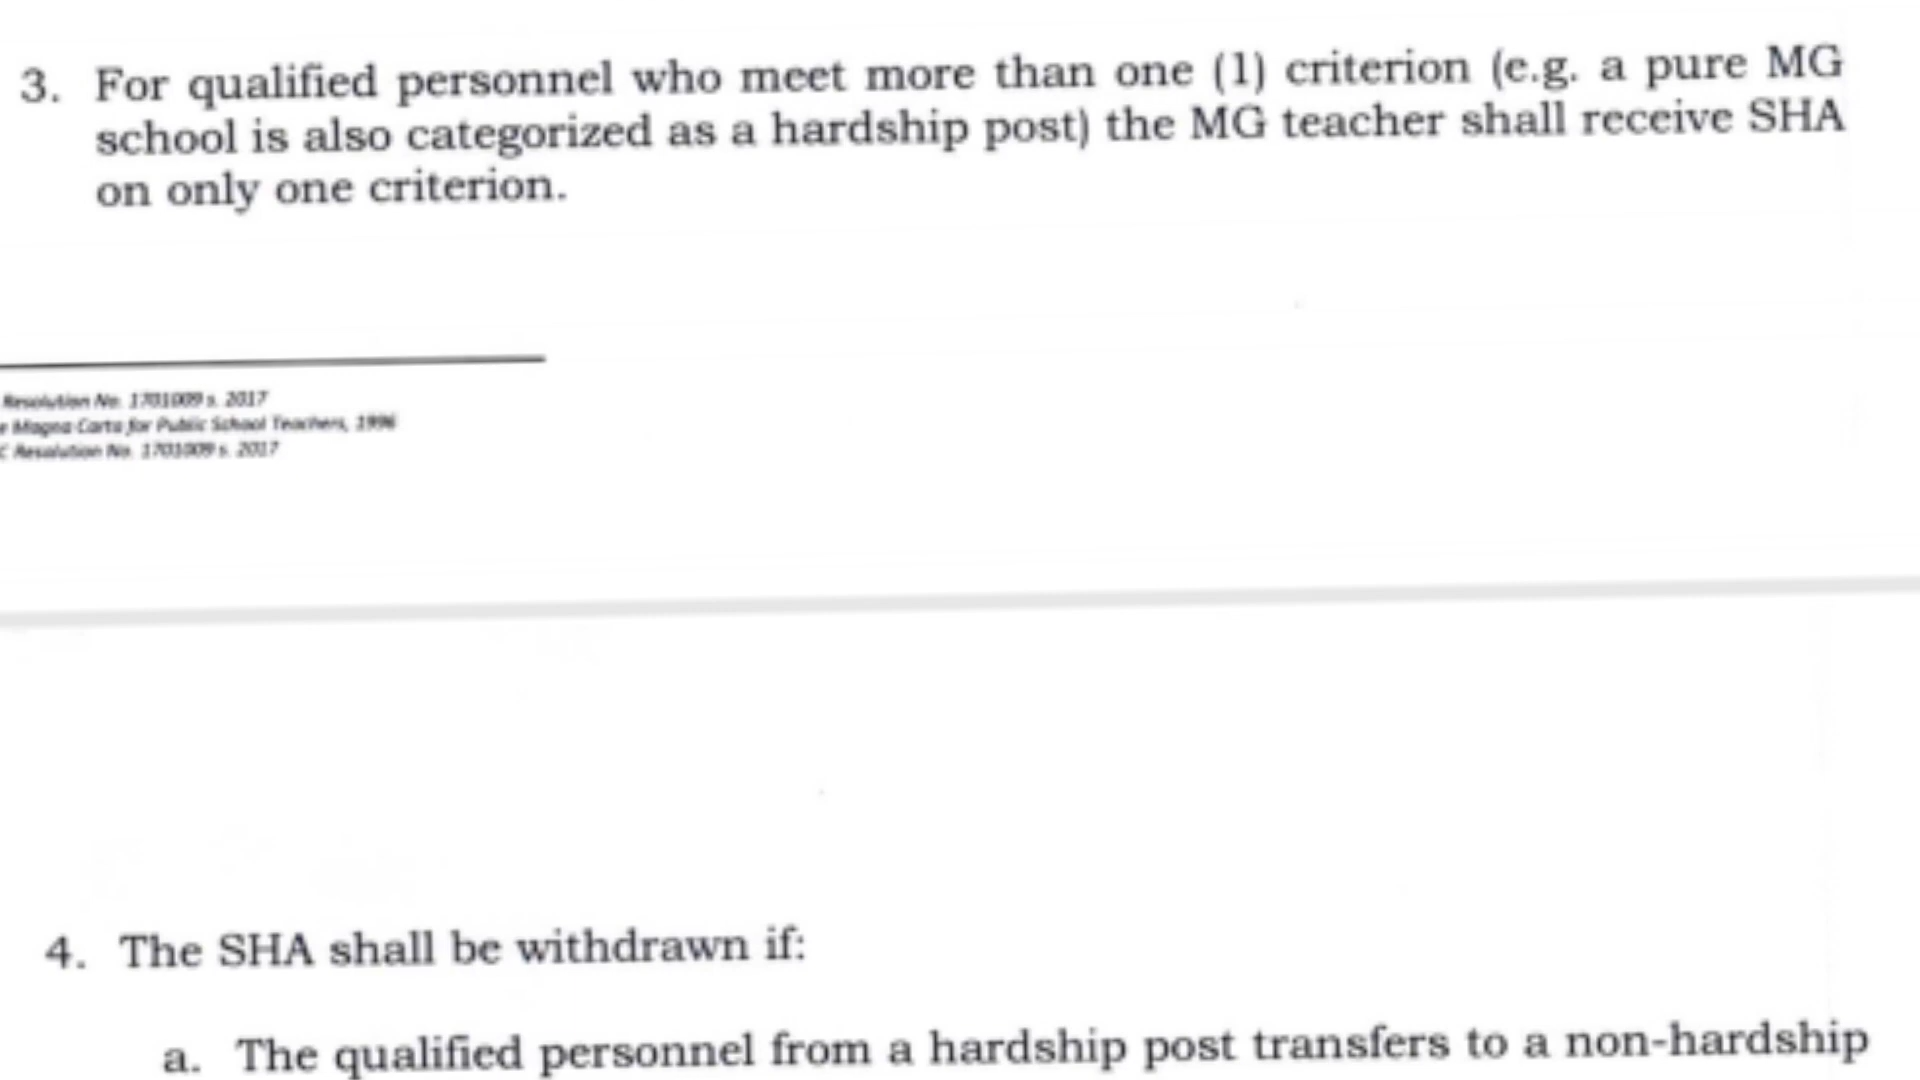 3. For qualified personnel who meet more than one (1) criterion (e.g. a pure MG
school is also categorized as a hardship post) the MG teacher shall receive SHA
on only one criterion.
Resolution No. 1701009 s. 2017
Magna Carta for Public School Teachers, 1996
Resolution No. 1701009 s. 2017
4. The SHA shall be withdrawn if:
a. The qualified personnel from a hardship post transfers to a non-hardship